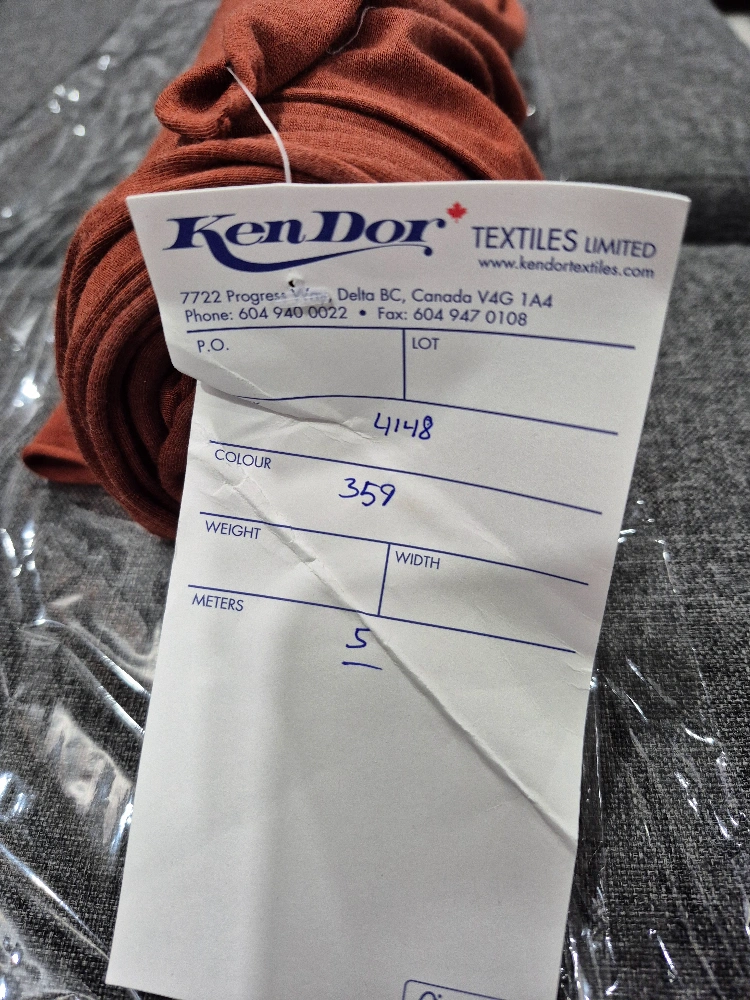 KenDor TEXTILES LIMITED
www.kendortextiles.com
7722 Progress Way, Delta BC, Canada V4G 1A4
Phone: 604 940 0022 • Fax: 604 947 0108
P.O. LOT
4148
COLOUR
359
WEIGHT WIDTH
METERS
5